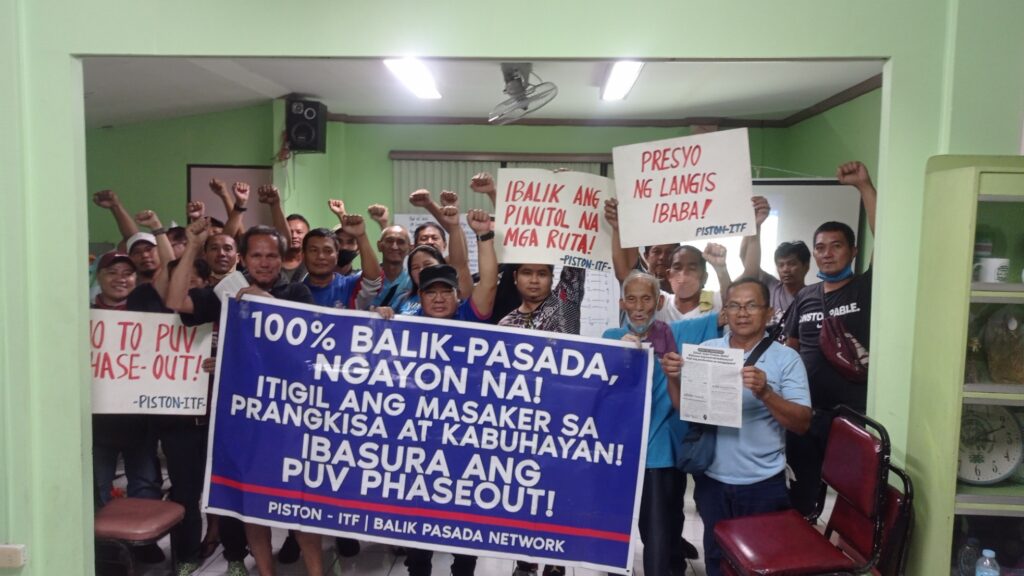 IBALIK ANG
PINUTOL NA
MGA RUTA!
-PISTON-ITF-
PRESYO
NG LANGIS
IBABA!
PISTON-ITF
NO TO PUV
PHASE-OUT!
-PISTON-ITF-
100% BALIK-PASADA,
NGAYON NA!
ITIGIL ANG MASAKER SA
PRANGKISA AT KABUHAYAN!
IBASURA ANG
PUV PHASEOUT!
PISTON - ITF | BALIK PASADA NETWORK